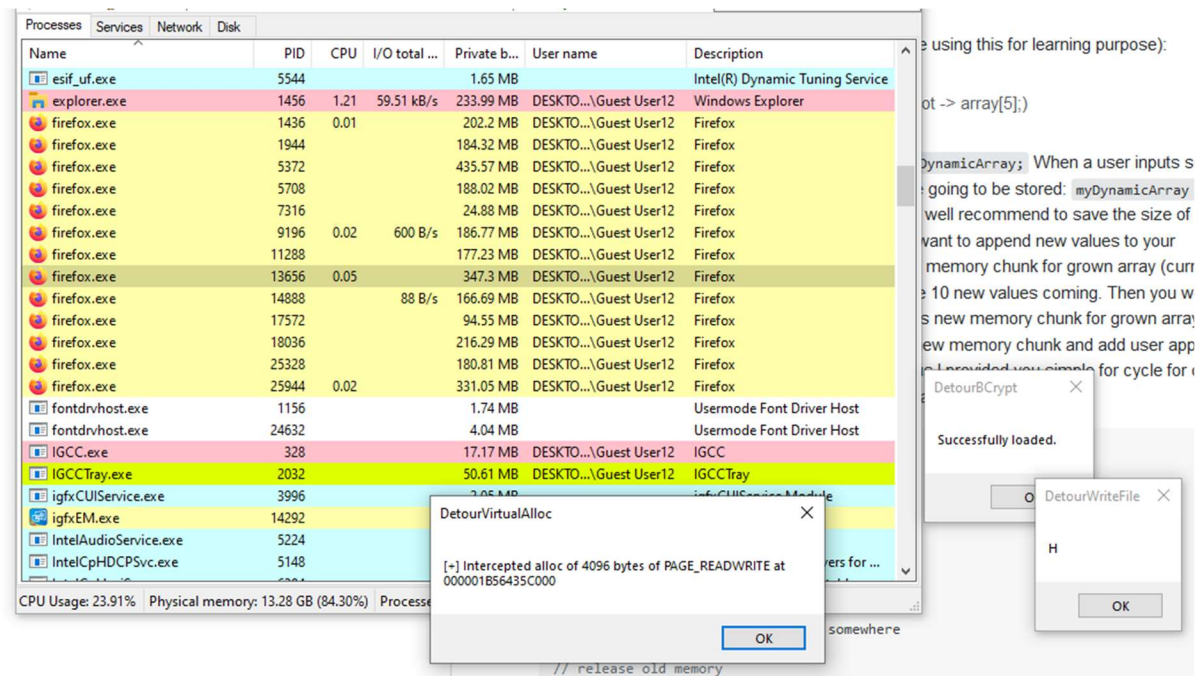 Processes Services Network Disk
Name PID CPU I/O total ... Private b... User name Description
esif_uf.exe 5544 1.65 MB Intel(R) Dynamic Tuning Service
explorer.exe 1456 1.21 59.51 kB/s 233.99 MB DESKTO...\Guest User12 Windows Explorer
firefox.exe 1436 0.01 202.2 MB DESKTO...\Guest User12 Firefox
firefox.exe 1944 184.32 MB DESKTO...\Guest User12 Firefox
firefox.exe 5372 435.57 MB DESKTO...\Guest User12 Firefox
firefox.exe 5708 188.02 MB DESKTO...\Guest User12 Firefox
firefox.exe 7316 24.88 MB DESKTO...\Guest User12 Firefox
firefox.exe 9196 0.02 600 B/s 186.77 MB DESKTO...\Guest User12 Firefox
firefox.exe 11288 177.23 MB DESKTO...\Guest User12 Firefox
firefox.exe 13656 0.05 347.3 MB DESKTO...\Guest User12 Firefox
firefox.exe 14888 88 B/s 166.69 MB DESKTO...\Guest User12 Firefox
firefox.exe 17572 94.55 MB DESKTO...\Guest User12 Firefox
firefox.exe 18036 216.29 MB DESKTO...\Guest User12 Firefox
firefox.exe 25328 180.81 MB DESKTO...\Guest User12 Firefox
firefox.exe 25944 0.02 331.05 MB DESKTO...\Guest User12 Firefox
fontdrvhost.exe 1156 1.74 MB Usermode Font Driver Host
fontdrvhost.exe 24632 4.04 MB Usermode Font Driver Host
IGCC.exe 328 17.17 MB DESKTO...\Guest User12 IGCC
IGCCTray.exe 2032 50.61 MB DESKTO...\Guest User12 IGCCTray
igfxCUIService.exe 3996 2.05 MB igfxCUIService Module
igfxEM.exe 14292
IntelAudioService.exe 5224
IntelCpHDCPSvc.exe 5148 vers for ...
CPU Usage: 23.91% Physical memory: 13.28 GB (84.30%) Processe
using this for learning purpose):
ot -> array[5];)
DynamicArray; When a user inputs s
going to be stored: myDynamicArray
well recommend to save the size of
want to append new values to your
memory chunk for grown array (curr
10 new values coming. Then you w
s new memory chunk for grown array
ew memory chunk and add user app
s I provided you simple for cycle for
DetourBCrypt
Successfully loaded.
DetourWriteFile
H
OK
DetourVirtualAlloc
[+] Intercepted alloc of 4096 bytes of PAGE_READWRITE at
000001B56435C000
OK
somewhere
// release old memory